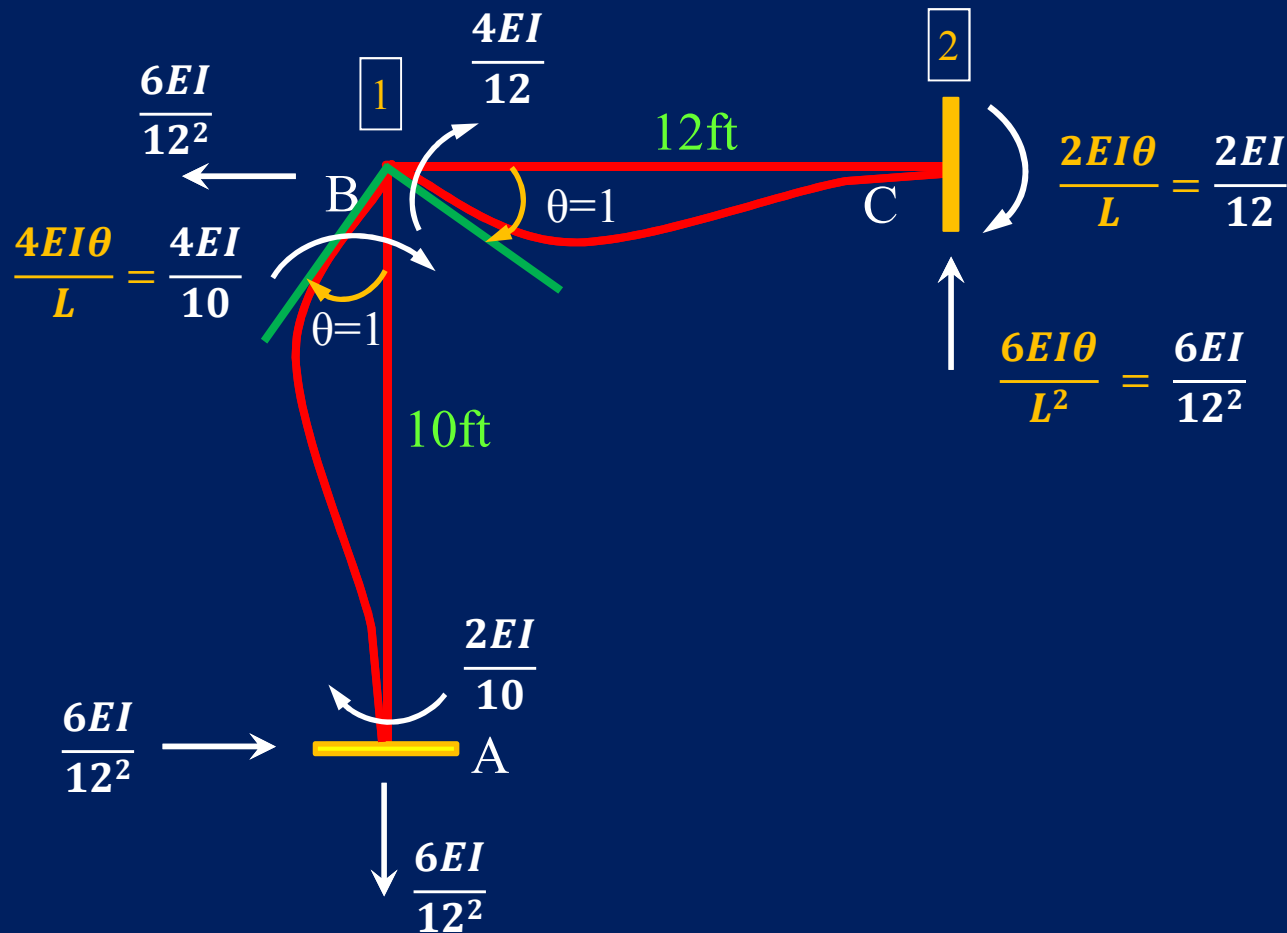 4EI/12
2
1
6EI/12²
12ft
2EIθ/L = 2EI/12
B
θ=1
C
4EIθ/L = 4EI/10
θ=1
6EIθ/L² = 6EI/12²
10ft
2EI/10
6EI/12²
A
6EI/12²